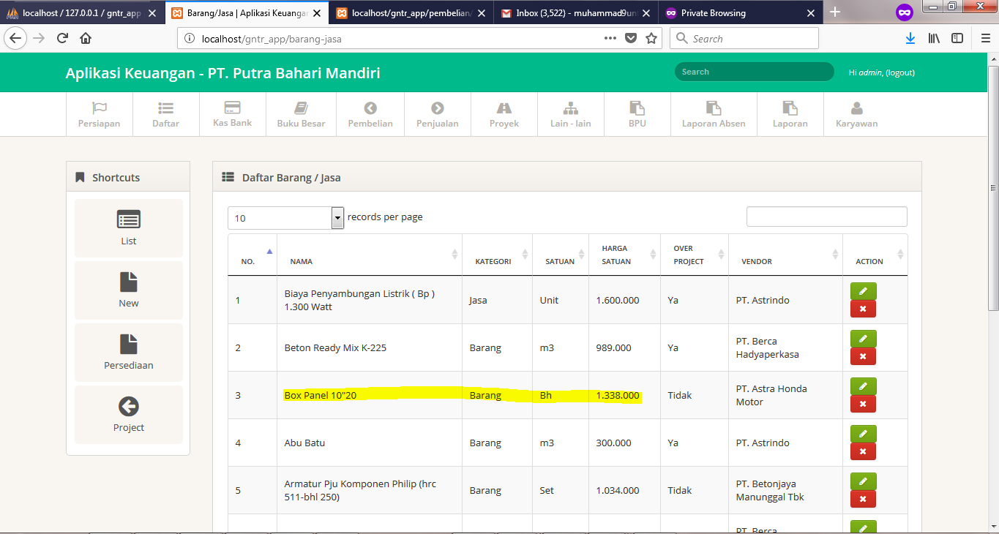 localhost / 127.0.0.1 / gntr_app
Barang/Jasa | Aplikasi Keuangan
localhost/gntr_app/pembelian/
Inbox (3,522) - muhammad9un
Private Browsing
localhost/gntr_app/barang-jasa
Search
Aplikasi Keuangan - PT. Putra Bahari Mandiri
Search
Hi admin, (logout)
Persiapan
Daftar
Kas Bank
Buku Besar
Pembelian
Penjualan
Proyek
Lain - lain
BPU
Laporan Absen
Laporan
Karyawan
Shortcuts
List
New
Persediaan
Project
Daftar Barang / Jasa
10 records per page
NO. NAMA KATEGORI SATUAN HARGA SATUAN OVER PROJECT VENDOR ACTION
1 Biaya Penyambungan Listrik ( Bp ) 1.300 Watt Jasa Unit 1.600.000 Ya PT. Astrindo
2 Beton Ready Mix K-225 Barang m3 989.000 Ya PT. Berca Hadyaperkasa
3 Box Panel 10"20 Barang Bh 1.338.000 Tidak PT. Astra Honda Motor
4 Abu Batu Barang m3 300.000 Ya PT. Astrindo
5 Armatur Pju Komponen Philip (hrc 511-bhl 250) Barang Set 1.034.000 Tidak PT. Betonjaya Manunggal Tbk
PT. Berca